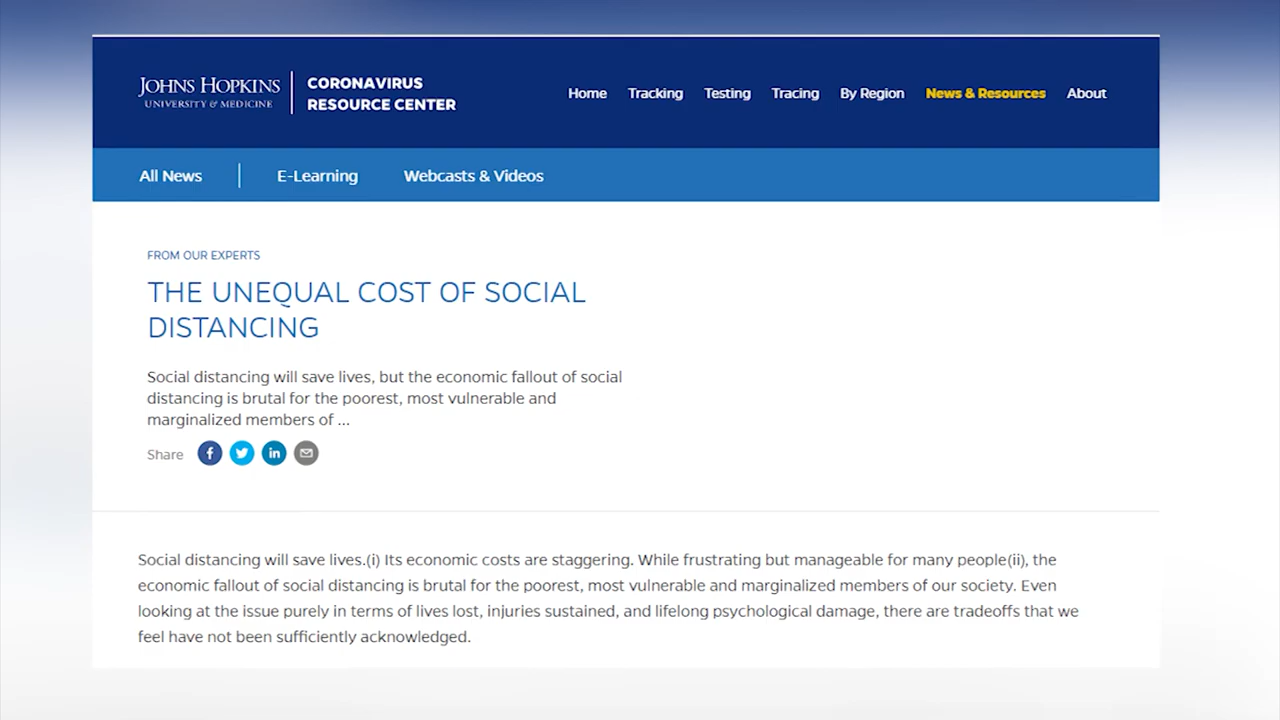 JOHNS HOPKINS
UNIVERSITY & MEDICINE
CORONAVIRUS
RESOURCE CENTER
Home Tracking Testing Tracing By Region News & Resources About
All News E-Learning Webcasts & Videos
FROM OUR EXPERTS
THE UNEQUAL COST OF SOCIAL
DISTANCING
Social distancing will save lives, but the economic fallout of social
distancing is brutal for the poorest, most vulnerable and
marginalized members of ...
Share
Social distancing will save lives.(i) Its economic costs are staggering. While frustrating but manageable for many people(ii), the
economic fallout of social distancing is brutal for the poorest, most vulnerable and marginalized members of our society. Even
looking at the issue purely in terms of lives lost, injuries sustained, and lifelong psychological damage, there are tradeoffs that we
feel have not been sufficiently acknowledged.